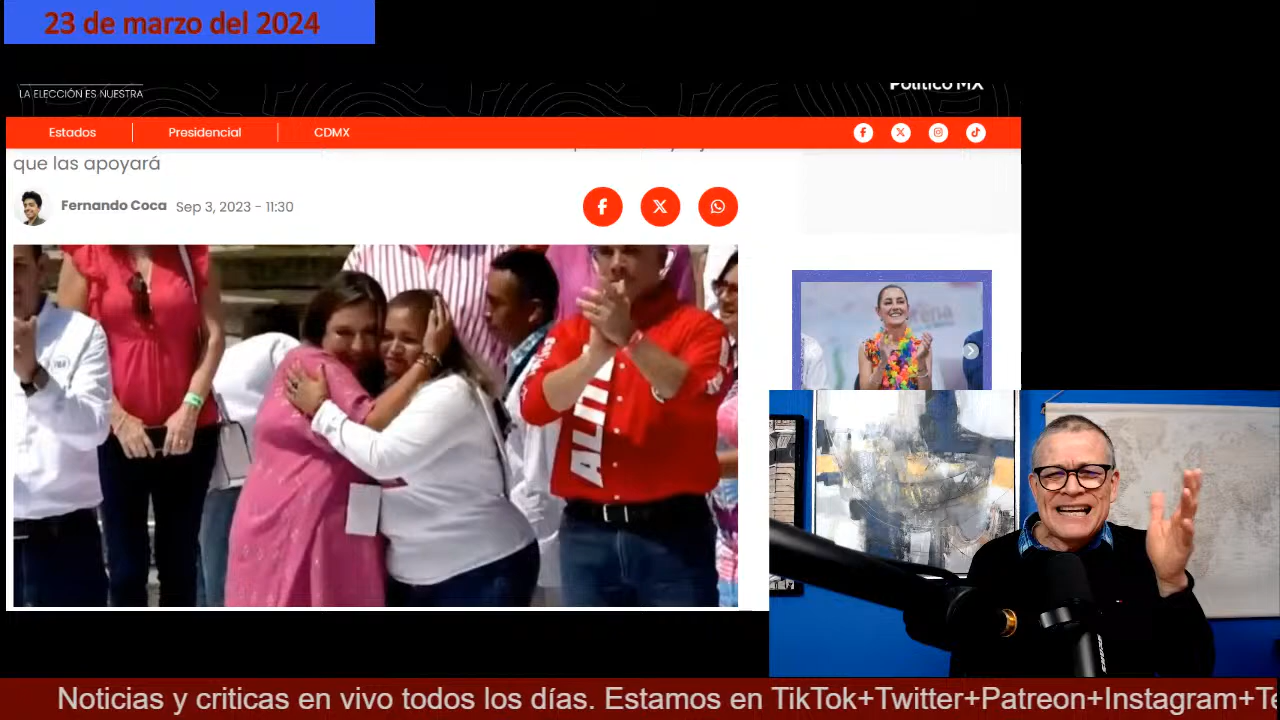 23 de marzo del 2024
LA ELECCIÓN ES NUESTRA
Político MX
Estados
Presidencial
CDMX
que las apoyará
Fernando Coca
Sep 3, 2023 - 11:30
ALITO
Noticias y criticas en vivo todos los días. Estamos en TikTok+Twitter+Patreon+Instagram+Te